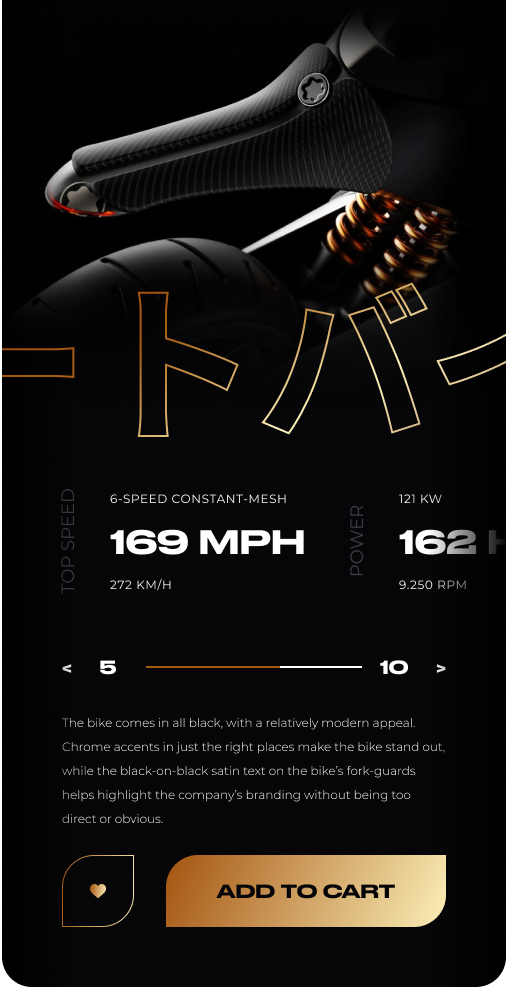 ートバー
TOP SPEED
6-SPEED CONSTANT-MESH
169 MPH
272 KM/H
POWER
121 KW
162 H
9.250 RPM
< 5 10 >
The bike comes in all black, with a relatively modern appeal.
Chrome accents in just the right places make the bike stand out,
while the black-on-black satin text on the bike’s fork-guards
helps highlight the company’s branding without being too
direct or obvious.
ADD TO CART